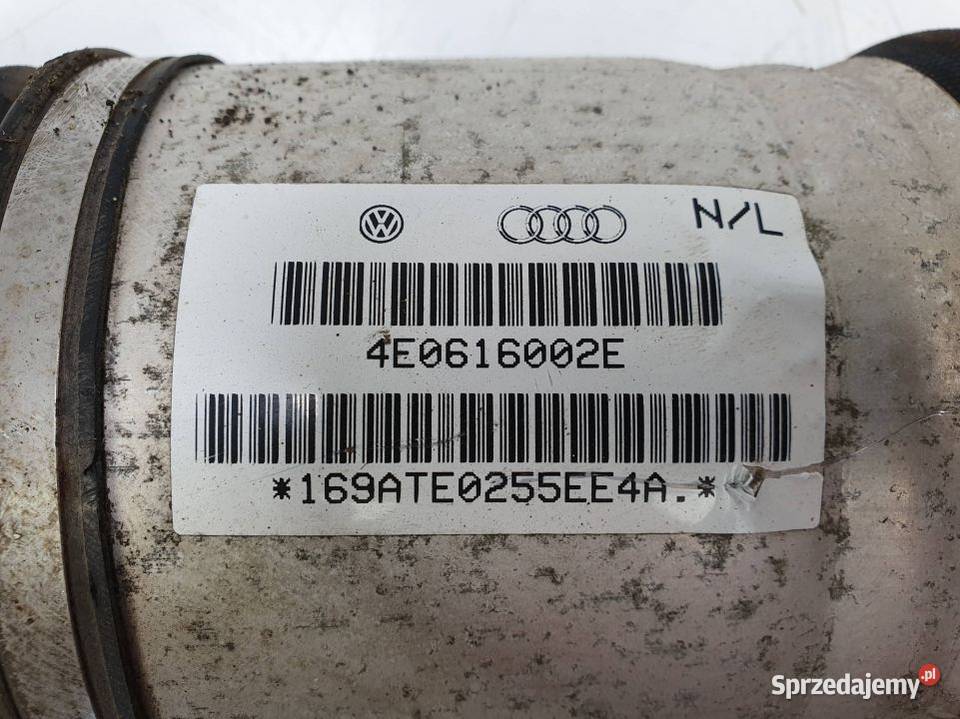 N/L
4E0616002E
*169ATE0255EE4A.*
Sprzedajemy.pl